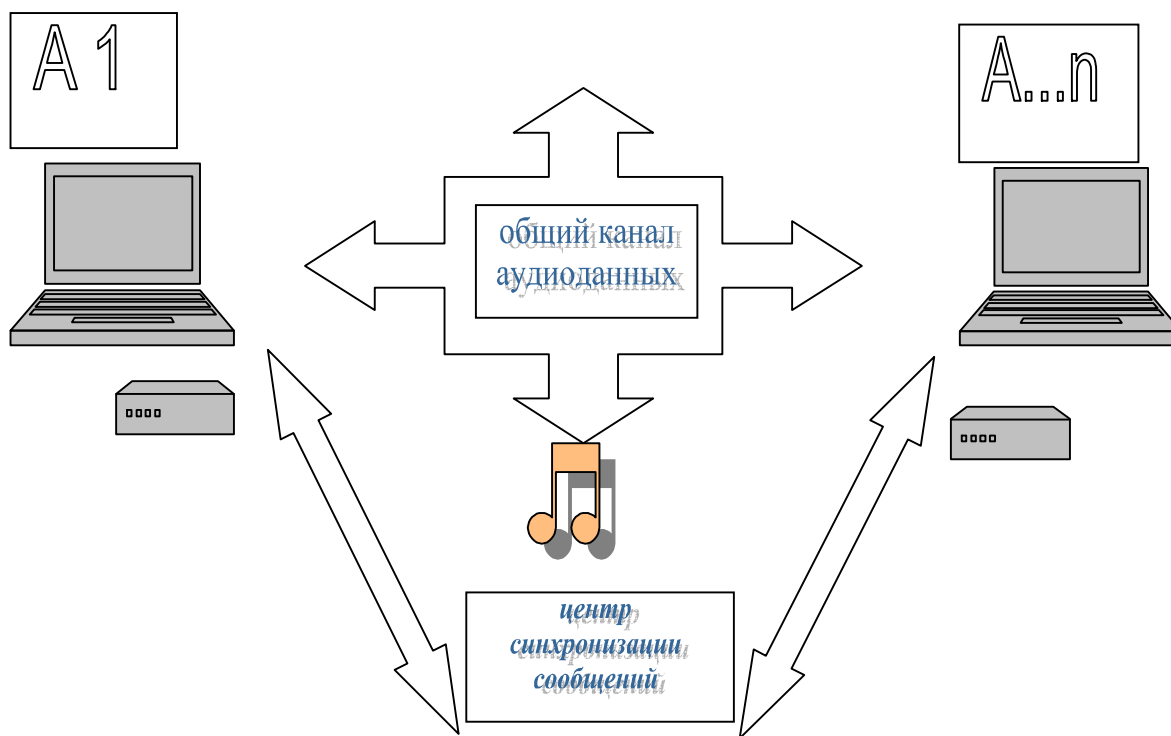 А 1
А...n
общий канал
аудиоданных
центр
синхронизации
сообщений